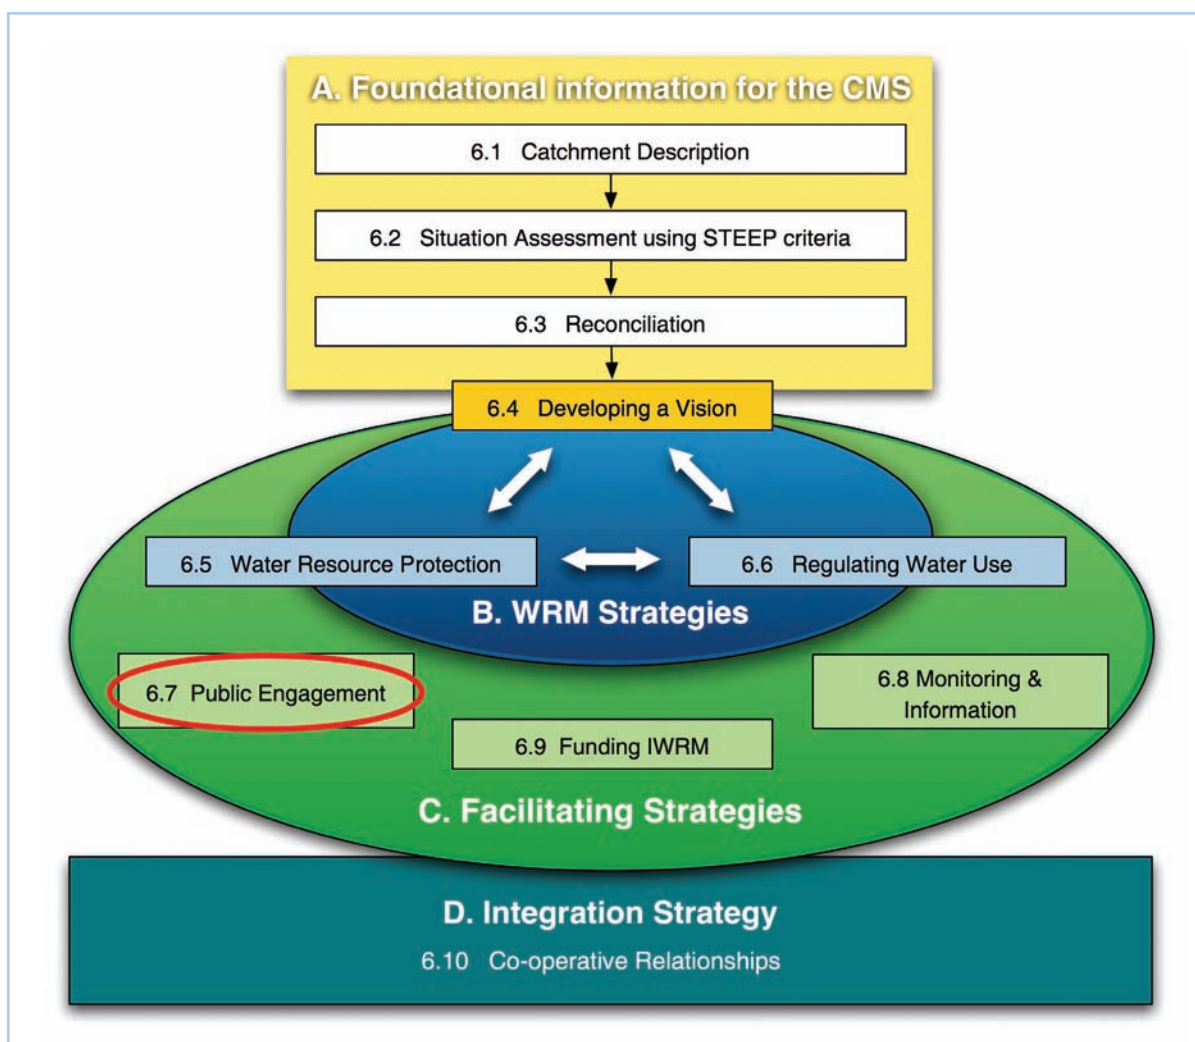 A. Foundational information for the CMS
6.1 Catchment Description
6.2 Situation Assessment using STEEP criteria
6.3 Reconciliation
6.4 Developing a Vision
6.5 Water Resource Protection
6.6 Regulating Water Use
B. WRM Strategies
6.7 Public Engagement
6.8 Monitoring &
Information
6.9 Funding IWRM
C. Facilitating Strategies
D. Integration Strategy
6.10 Co-operative Relationships